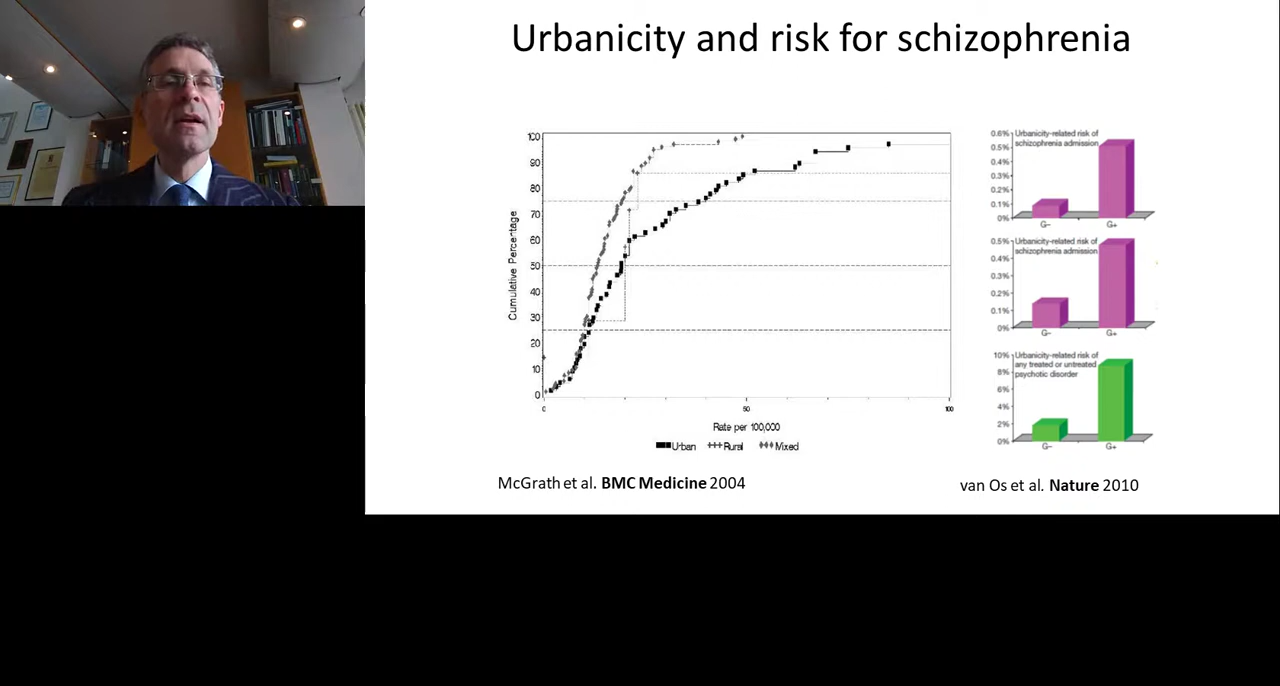 Urbanicity and risk for schizophrenia
Cumulative Percentage
100
90
80
70
60
50
40
30
20
10
0
0
50
100
Rate per 100,000
Urban Rural Mixed
McGrath et al. BMC Medicine 2004
0.6%
0.5%
0.4%
0.3%
0.2%
0.1%
0%
Urbanicity-related risk of
schizophrenia admission
G–
G+
0.5%
0.4%
0.3%
0.2%
0.1%
0%
Urbanicity-related risk of
schizophrenia admission
G–
G+
10%
8%
6%
4%
2%
0%
Urbanicity-related risk of
any treated or untreated
psychotic disorder
G–
G+
van Os et al. Nature 2010